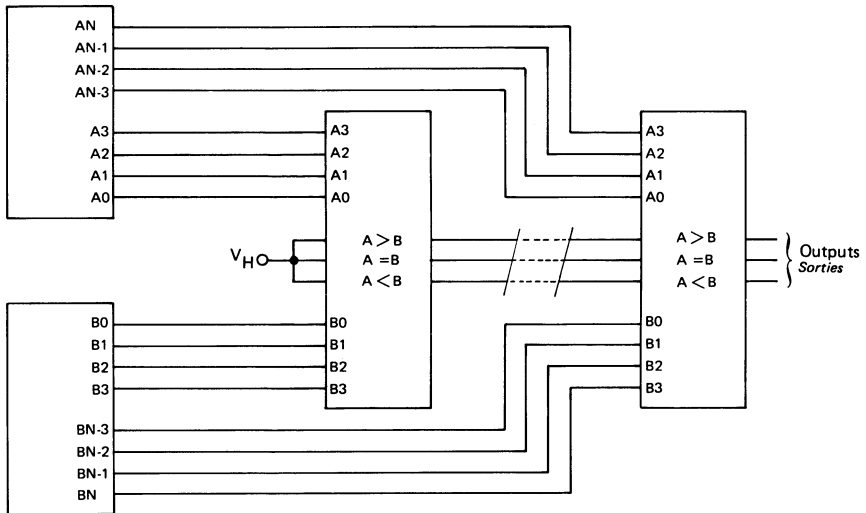 AN
AN-1
AN-2
AN-3
A3
A2
A1
A0
A3
A2
A1
A0
A > B
A = B
A < B
B0
B1
B2
B3
VH
A3
A2
A1
A0
A > B
A = B
A < B
B0
B1
B2
B3
Outputs
Sorties
B0
B1
B2
B3
BN-3
BN-2
BN-1
BN